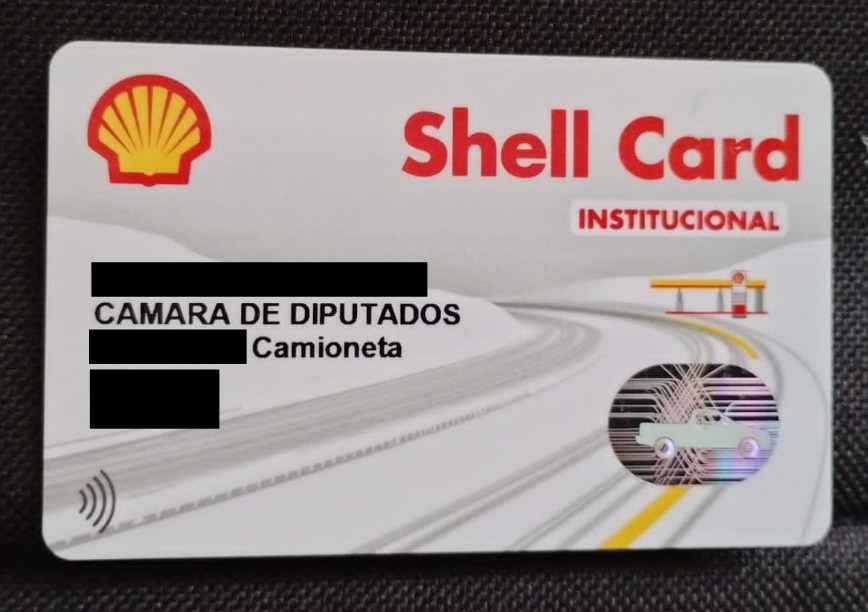 Shell Card
INSTITUCIONAL
CAMARA DE DIPUTADOS
Camioneta